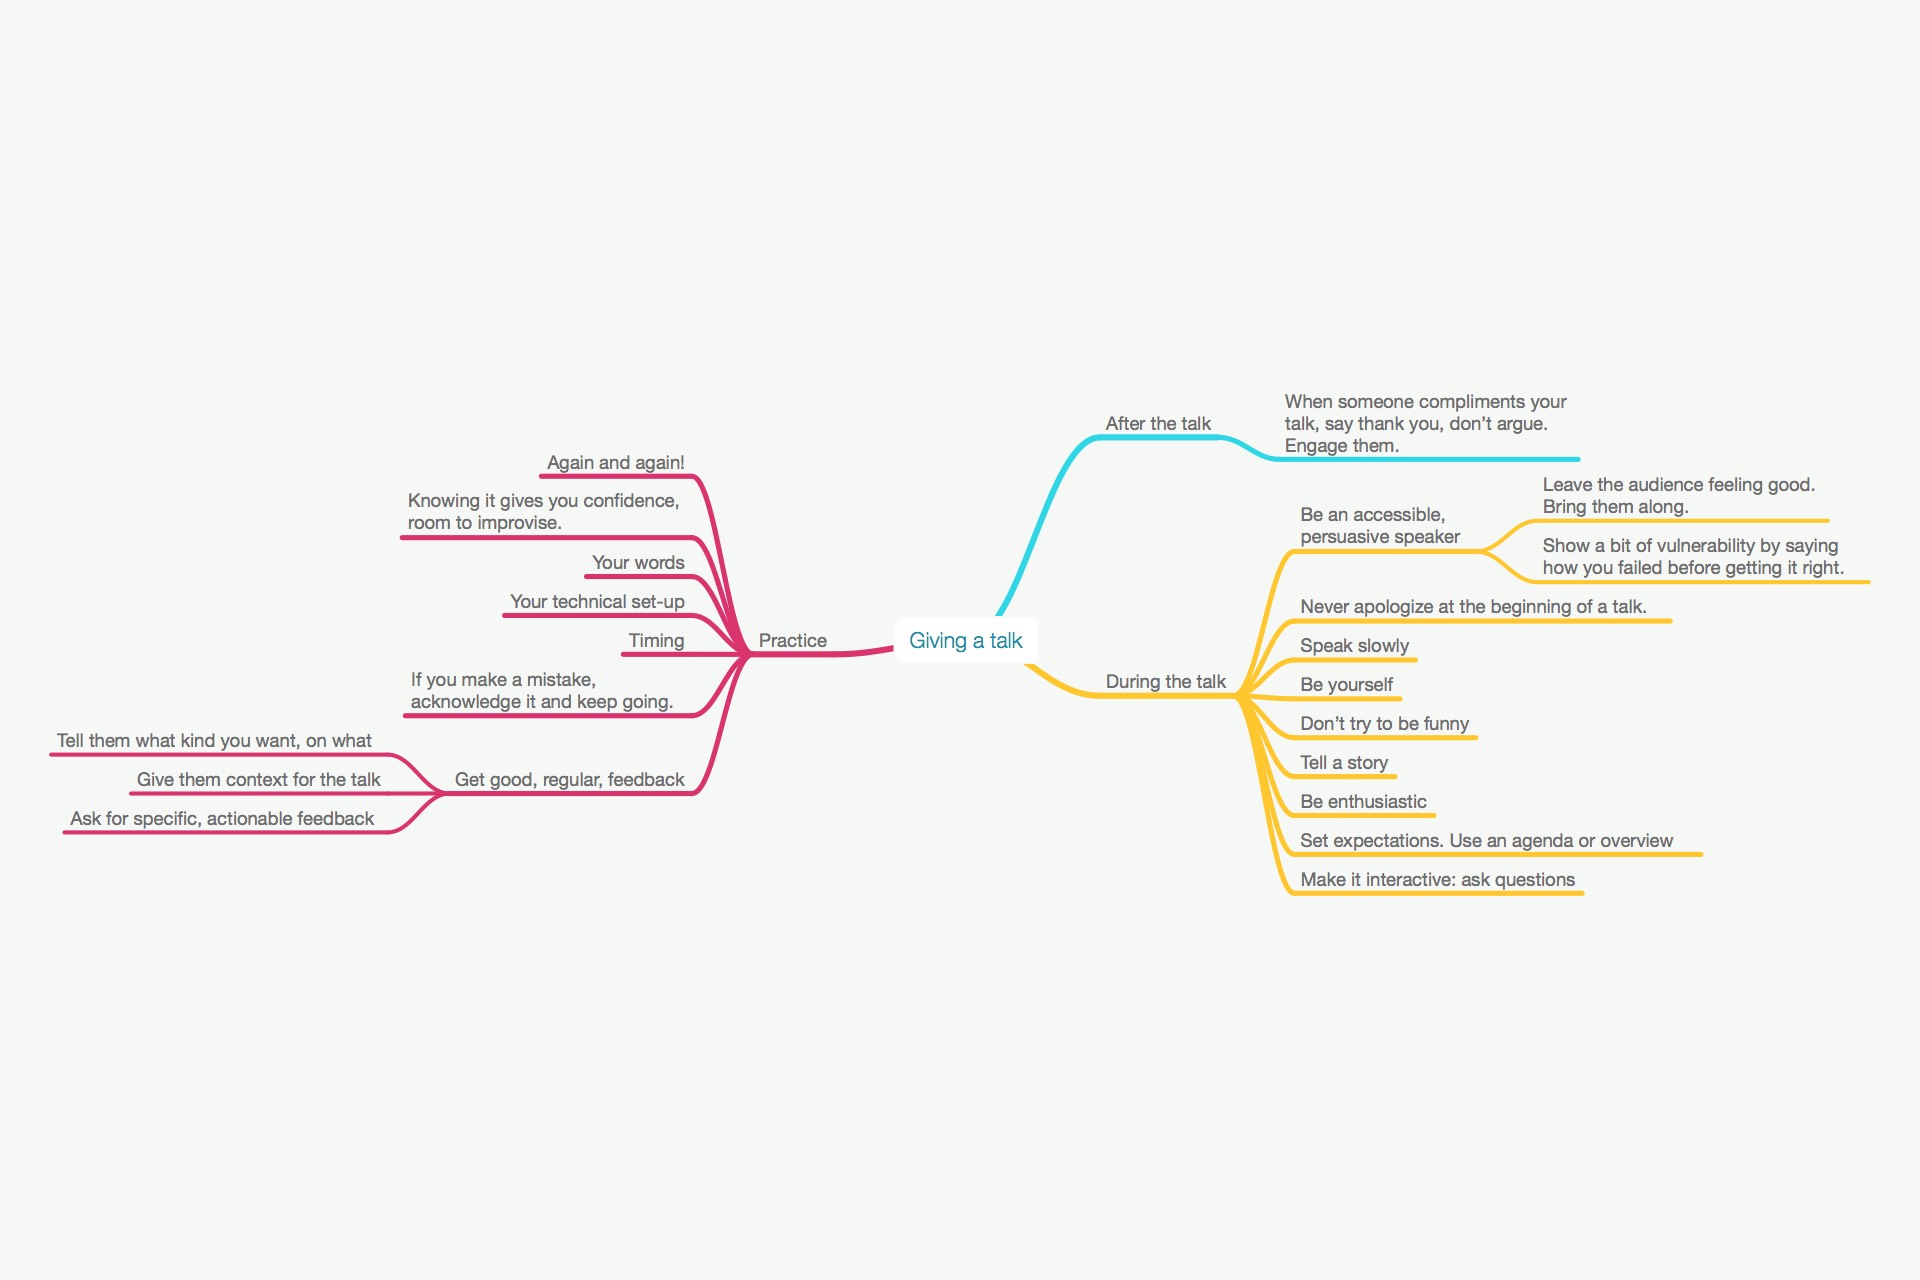 Giving a talk
Practice
Again and again!
Knowing it gives you confidence,
room to improvise.
Your words
Your technical set-up
Timing
If you make a mistake,
acknowledge it and keep going.
Get good, regular, feedback
Tell them what kind you want, on what
Give them context for the talk
Ask for specific, actionable feedback
After the talk
When someone compliments your
talk, say thank you, don’t argue.
Engage them.
During the talk
Be an accessible,
persuasive speaker
Leave the audience feeling good.
Bring them along.
Show a bit of vulnerability by saying
how you failed before getting it right.
Never apologize at the beginning of a talk.
Speak slowly
Be yourself
Don’t try to be funny
Tell a story
Be enthusiastic
Set expectations. Use an agenda or overview
Make it interactive: ask questions